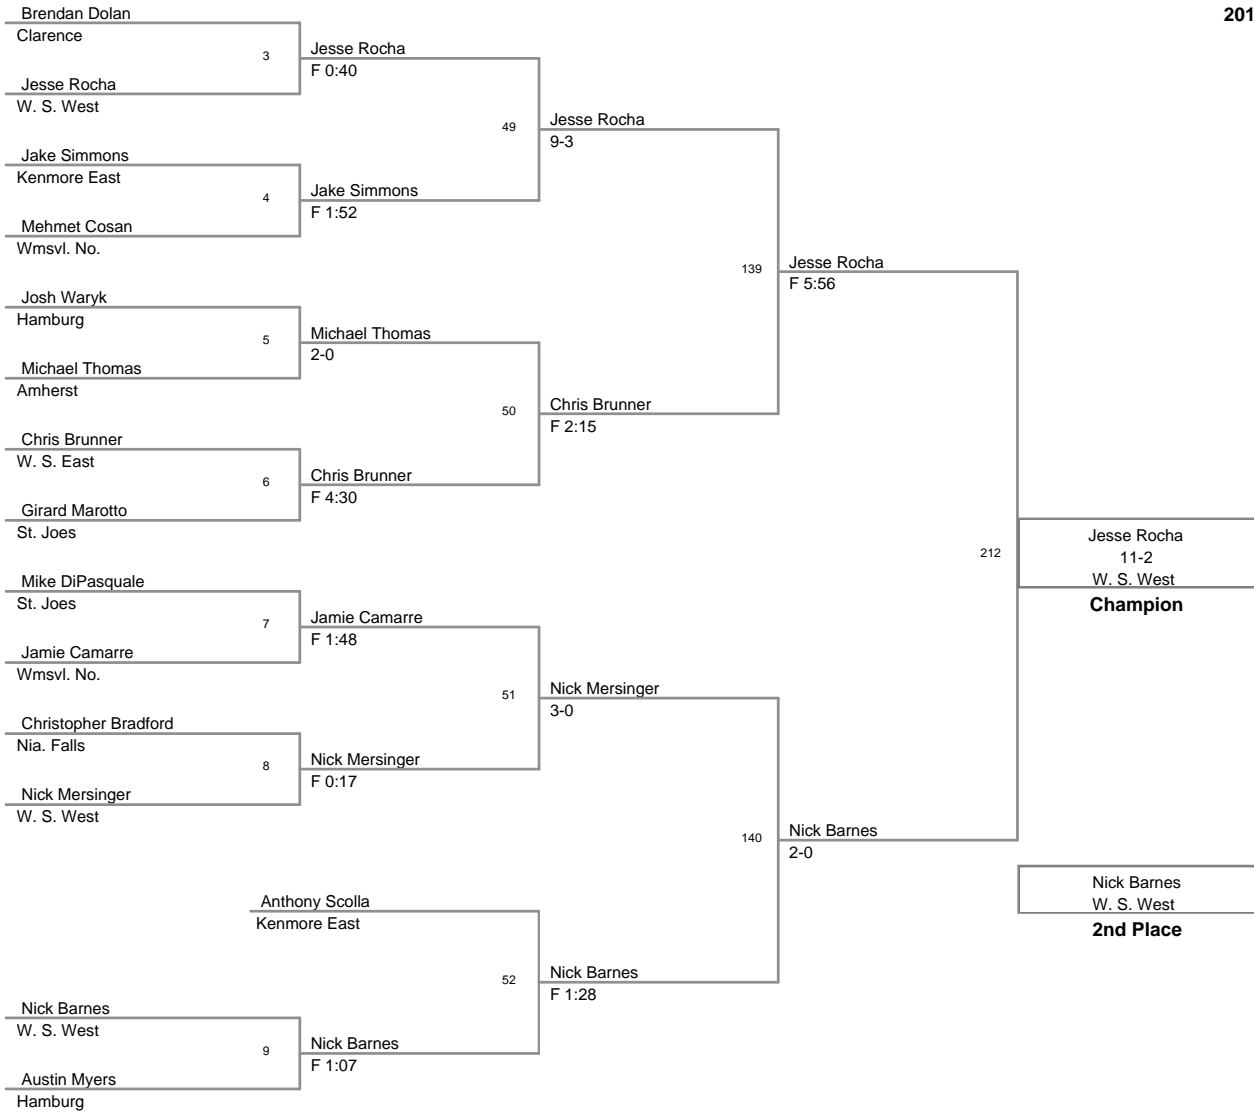 201
Brendan Dolan
Clarence
3
Jesse Rocha
F 0:40
Jesse Rocha
W. S. West
49
Jesse Rocha
9-3
Jake Simmons
Kenmore East
4
Jake Simmons
F 1:52
Mehmet Cosan
Wmsvl. No.
139
Jesse Rocha
F 5:56
Josh Waryk
Hamburg
5
Michael Thomas
2-0
Michael Thomas
Amherst
50
Chris Brunner
F 2:15
Chris Brunner
W. S. East
6
Chris Brunner
F 4:30
Girard Marotto
St. Joes
212
Jesse Rocha
11-2
W. S. West
Champion
Mike DiPasquale
St. Joes
7
Jamie Camarre
F 1:48
Jamie Camarre
Wmsvl. No.
51
Nick Mersinger
3-0
Christopher Bradford
Nia. Falls
8
Nick Mersinger
F 0:17
Nick Mersinger
W. S. West
140
Nick Barnes
2-0
Nick Barnes
W. S. West
2nd Place
Anthony Scolla
Kenmore East
52
Nick Barnes
F 1:28
Nick Barnes
W. S. West
9
Nick Barnes
F 1:07
Austin Myers
Hamburg